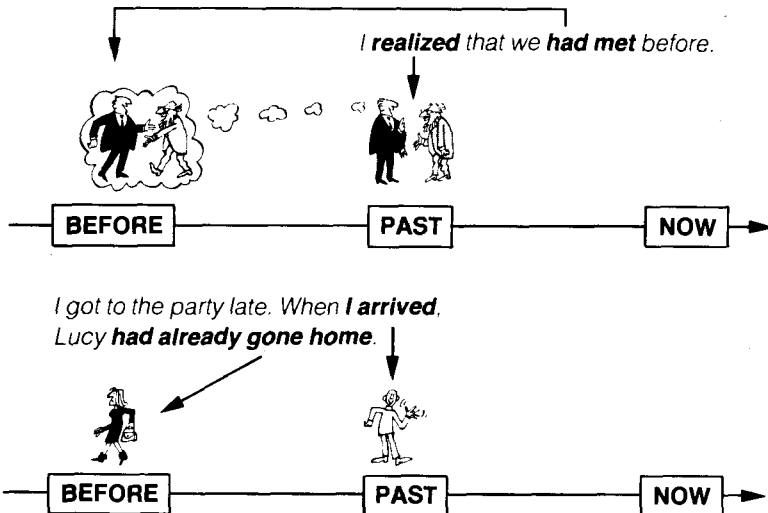 I realized that we had met before.
BEFORE PAST NOW
I got to the party late. When I arrived,
Lucy had already gone home.
BEFORE PAST NOW